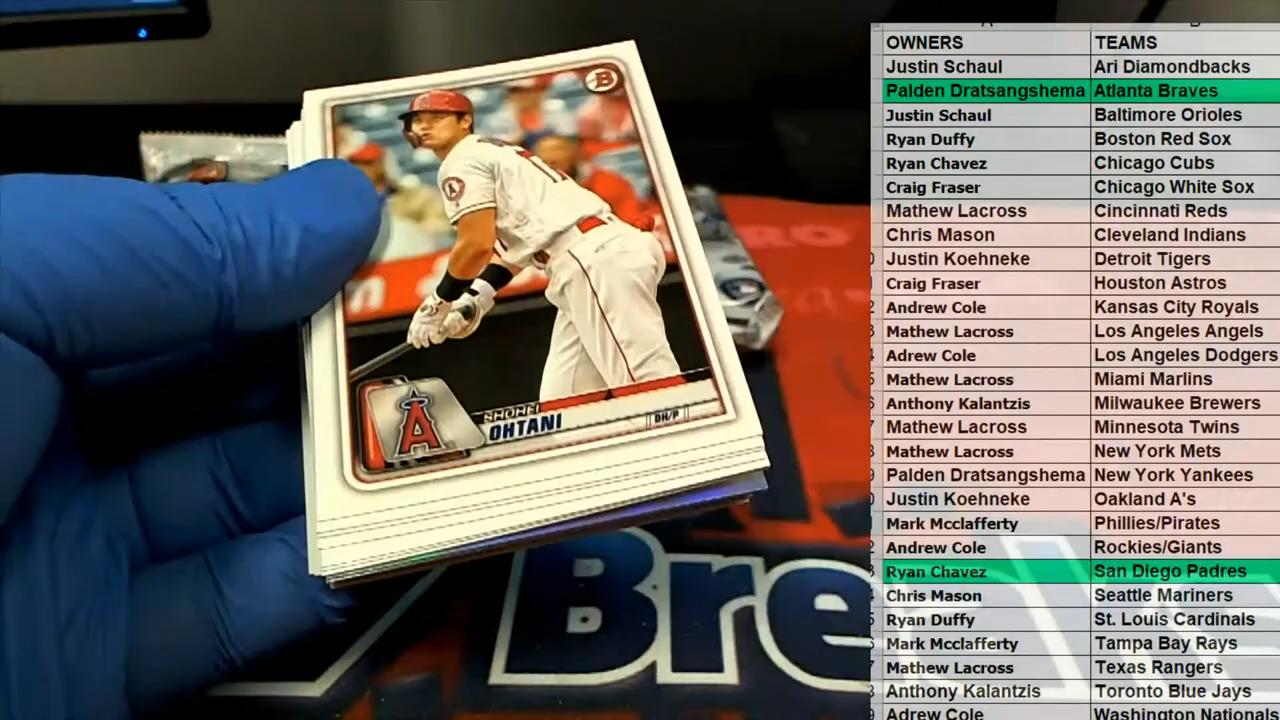 B
A
SHOHEI
OHTANI
DH/P
A
Bre
OWNERS TEAMS
Justin Schaul Ari Diamondbacks
Palden Dratsangshema Atlanta Braves
Justin Schaul Baltimore Orioles
Ryan Duffy Boston Red Sox
Ryan Chavez Chicago Cubs
Craig Fraser Chicago White Sox
Mathew Lacross Cincinnati Reds
Chris Mason Cleveland Indians
Justin Koehneke Detroit Tigers
Craig Fraser Houston Astros
Andrew Cole Kansas City Royals
Mathew Lacross Los Angeles Angels
Adrew Cole Los Angeles Dodgers
Mathew Lacross Miami Marlins
Anthony Kalantzis Milwaukee Brewers
Mathew Lacross Minnesota Twins
Mathew Lacross New York Mets
Palden Dratsangshema New York Yankees
Justin Koehneke Oakland A's
Mark Mcclafferty Phillies/Pirates
Andrew Cole Rockies/Giants
Ryan Chavez San Diego Padres
Chris Mason Seattle Mariners
Ryan Duffy St. Louis Cardinals
Mark Mcclafferty Tampa Bay Rays
Mathew Lacross Texas Rangers
Anthony Kalantzis Toronto Blue Jays
Adrew Cole Washington Nationals